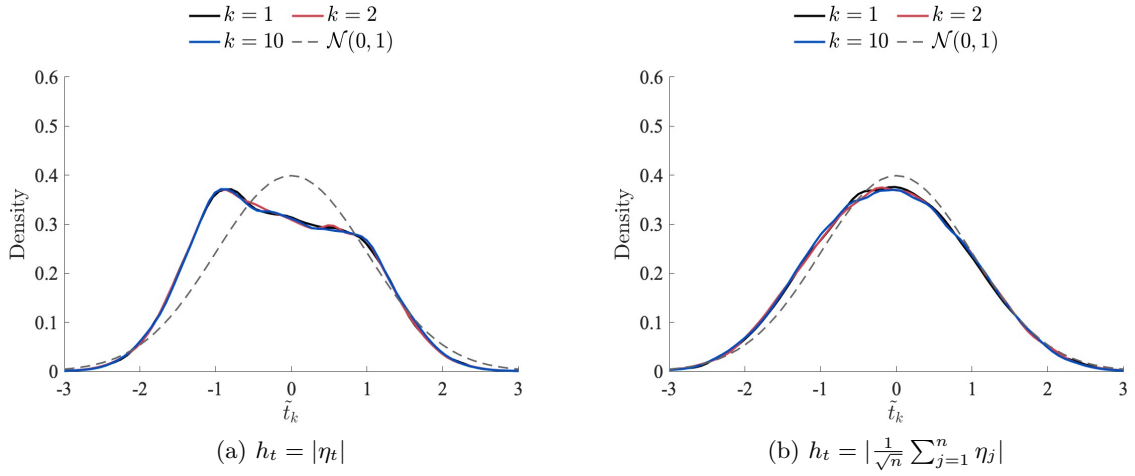 k = 1 k = 2
k = 10 𝒩(0, 1)
0.6
0.5
0.4
0.3
0.2
0.1
0
Density
-3 -2 -1 0 1 2 3
t̃_k
(a) h_t = |η_t|
k = 1 k = 2
k = 10 𝒩(0, 1)
0.6
0.5
0.4
0.3
0.2
0.1
0
Density
-3 -2 -1 0 1 2 3
t̃_k
(b) h_t = |\frac{1}{\sqrt{n}} \sum_{j=1}^{n} η_j|